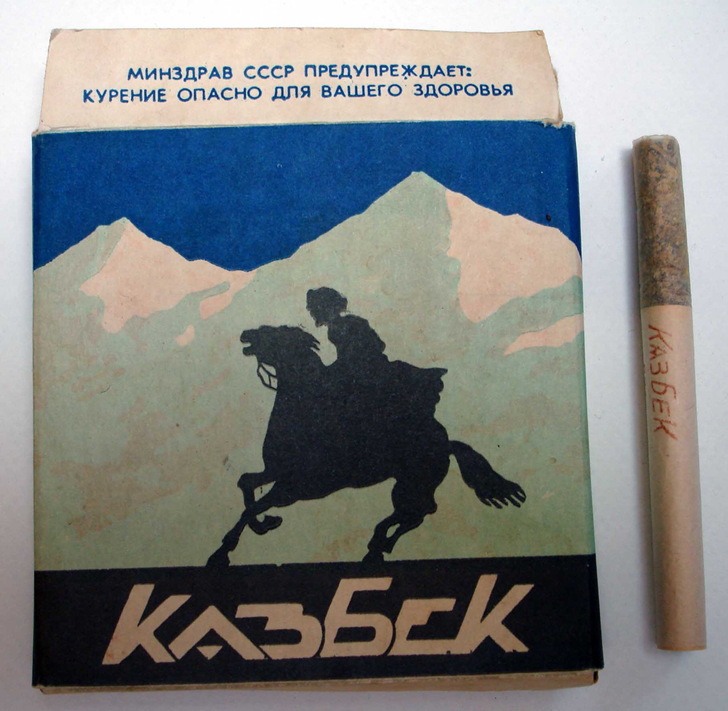 МИНЗДРАВ СССР ПРЕДУПРЕЖДАЕТ:
КУРЕНИЕ ОПАСНО ДЛЯ ВАШЕГО ЗДОРОВЬЯ
КАЗБЕК
КАЗБЕК